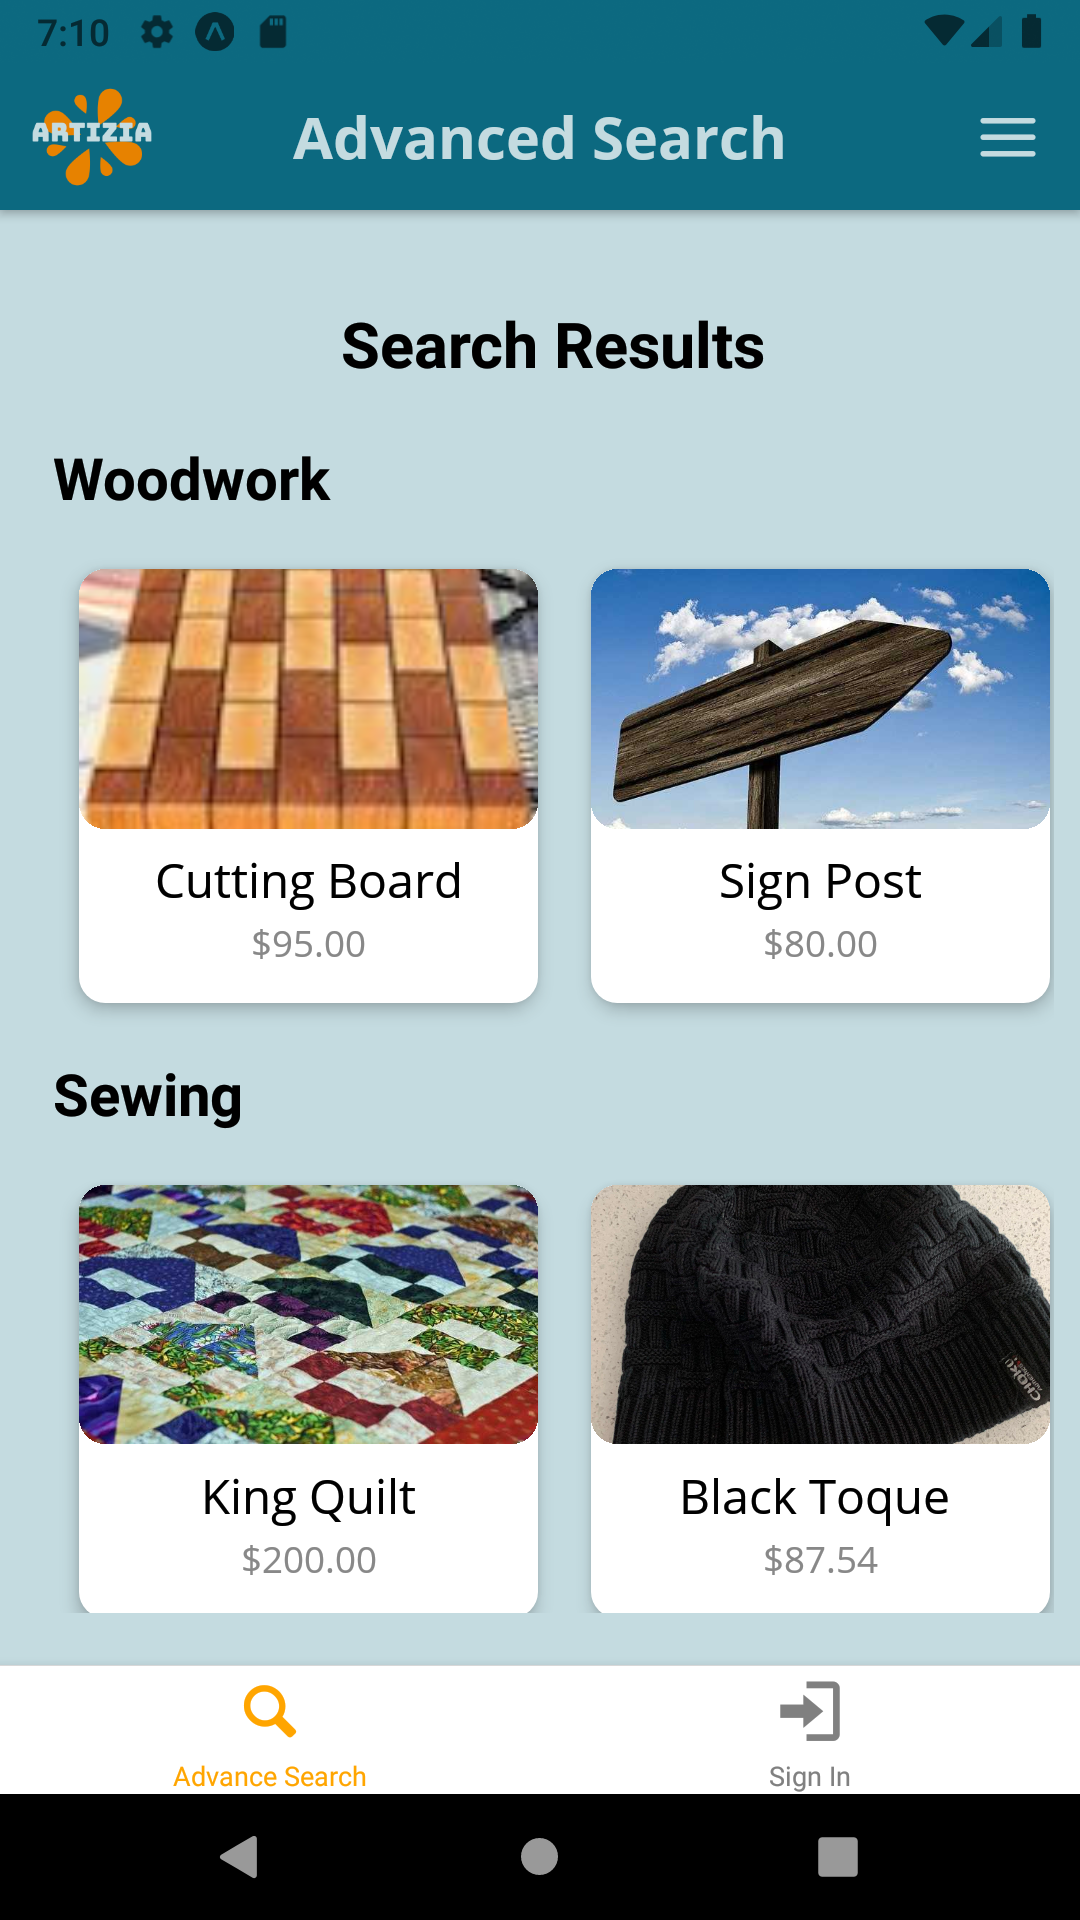 7:10
ARTIZIA
Advanced Search
Search Results
Woodwork
Cutting Board
$95.00
Sign Post
$80.00
Sewing
CHOKO
King Quilt
$200.00
Black Toque
$87.54
Advance Search
Sign In